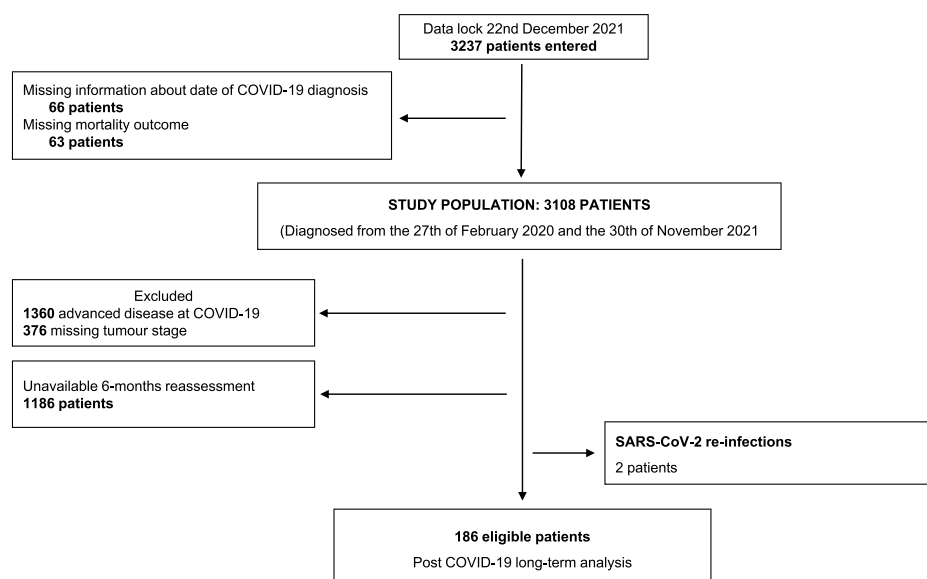 Data lock 22nd December 2021
3237 patients entered
Missing information about date of COVID-19 diagnosis
66 patients
Missing mortality outcome
63 patients
STUDY POPULATION: 3108 PATIENTS
(Diagnosed from the 27th of February 2020 and the 30th of November 2021
Excluded
1360 advanced disease at COVID-19
376 missing tumour stage
Unavailable 6-months reassessment
1186 patients
SARS-CoV-2 re-infections
2 patients
186 eligible patients
Post COVID-19 long-term analysis